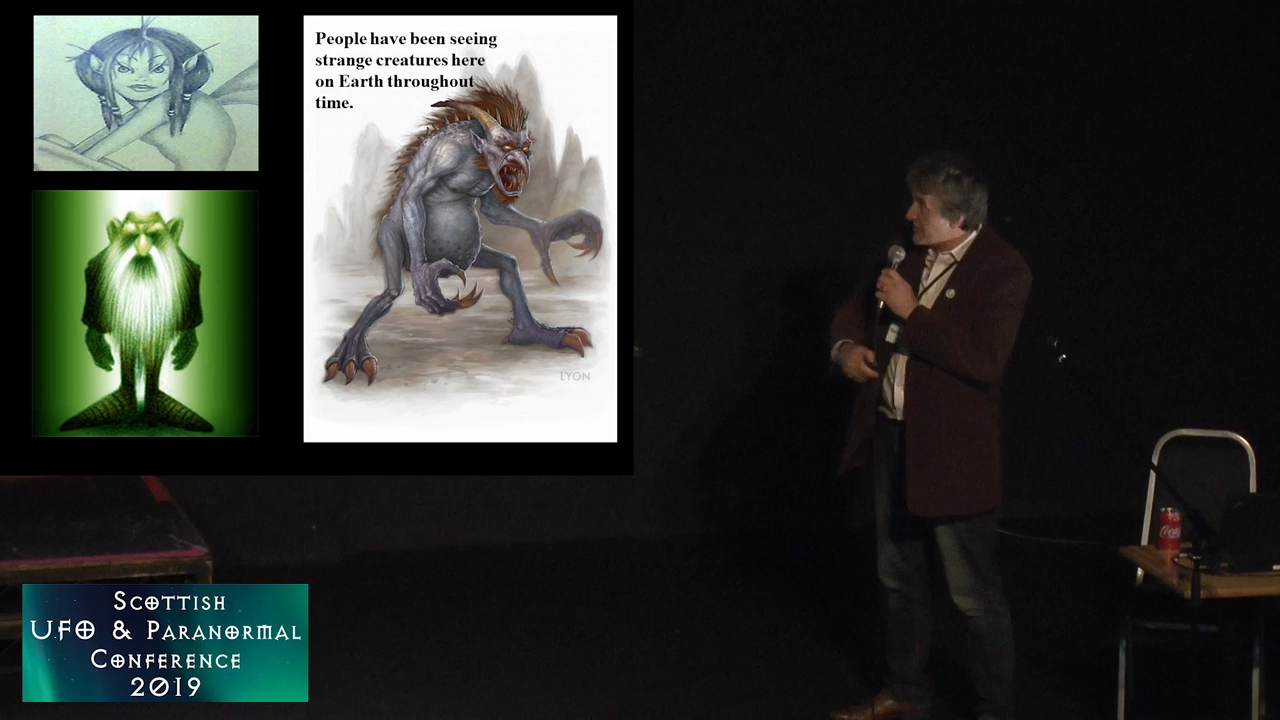 People have been seeing
strange creatures here
on Earth throughout
time.
LYON
SCOTTISH
UFO & PARANORMAL
CONFERENCE
2019